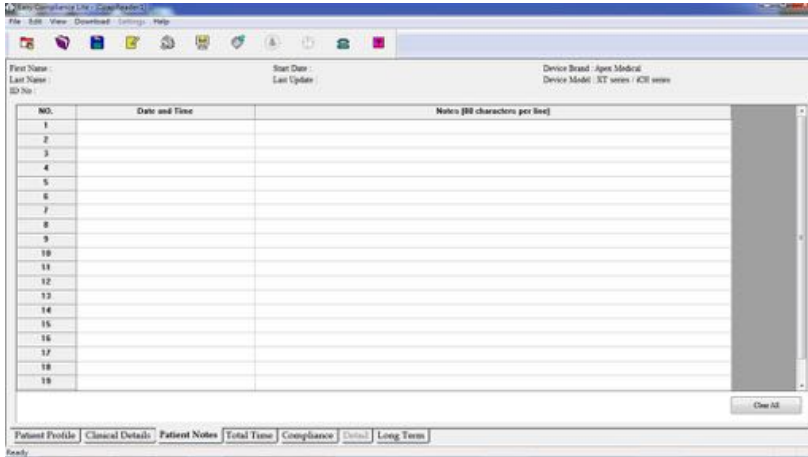 Easy Compliance Lite - [CpapReader1]
File Edit View Download Settings Help
First Name : Start Date : Device Brand : Apex Medical
Last Name : Last Update : Device Model : XT series / iCH series
ID No :
NO. Date and Time Notes [80 characters per line]
1
2
3
4
5
6
7
8
9
10
11
12
13
14
15
16
17
18
19
Clear All
Patient Profile Clinical Details Patient Notes Total Time Compliance Detail Long Term
Ready